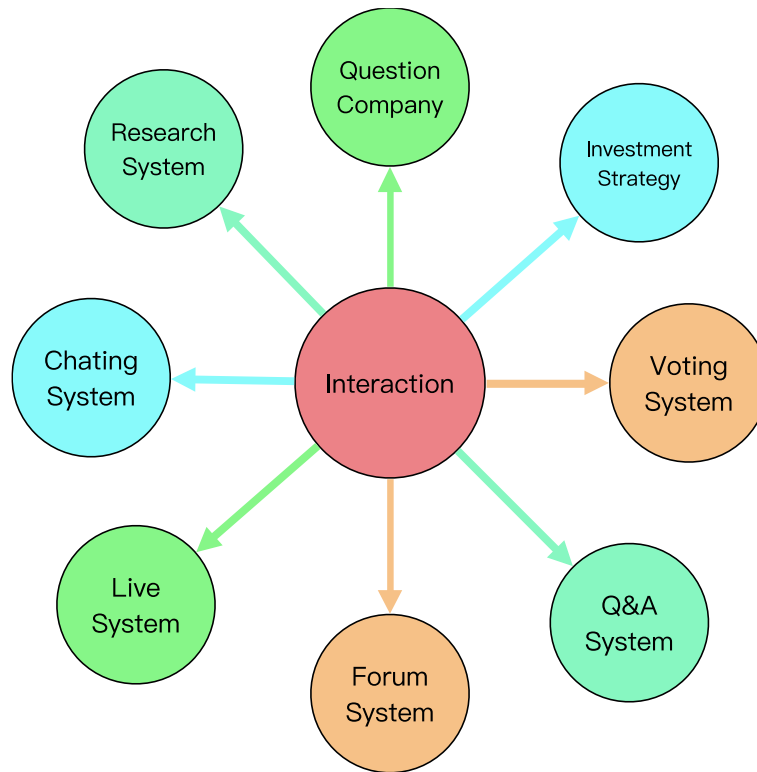 Question
Company
Research
System
Investment
Strategy
Chating
System
Interaction
Voting
System
Live
System
Q&A
System
Forum
System